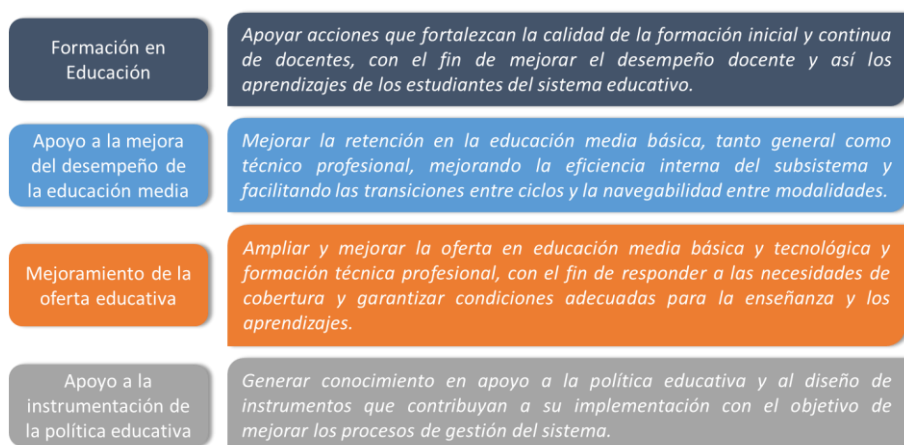 Formación en
Educación
Apoyar acciones que fortalezcan la calidad de la formación inicial y continua
de docentes, con el fin de mejorar el desempeño docente y así los
aprendizajes de los estudiantes del sistema educativo.
Apoyo a la mejora
del desempeño de
la educación media
Mejorar la retención en la educación media básica, tanto general como
técnico profesional, mejorando la eficiencia interna del subsistema y
facilitando las transiciones entre ciclos y la navegabilidad entre modalidades.
Mejoramiento de la
oferta educativa
Ampliar y mejorar la oferta en educación media básica y tecnológica y
formación técnica profesional, con el fin de responder a las necesidades de
cobertura y garantizar condiciones adecuadas para la enseñanza y los
aprendizajes.
Apoyo a la
instrumentación de
la política educativa
Generar conocimiento en apoyo a la política educativa y al diseño de
instrumentos que contribuyan a su implementación con el objetivo de
mejorar los procesos de gestión del sistema.